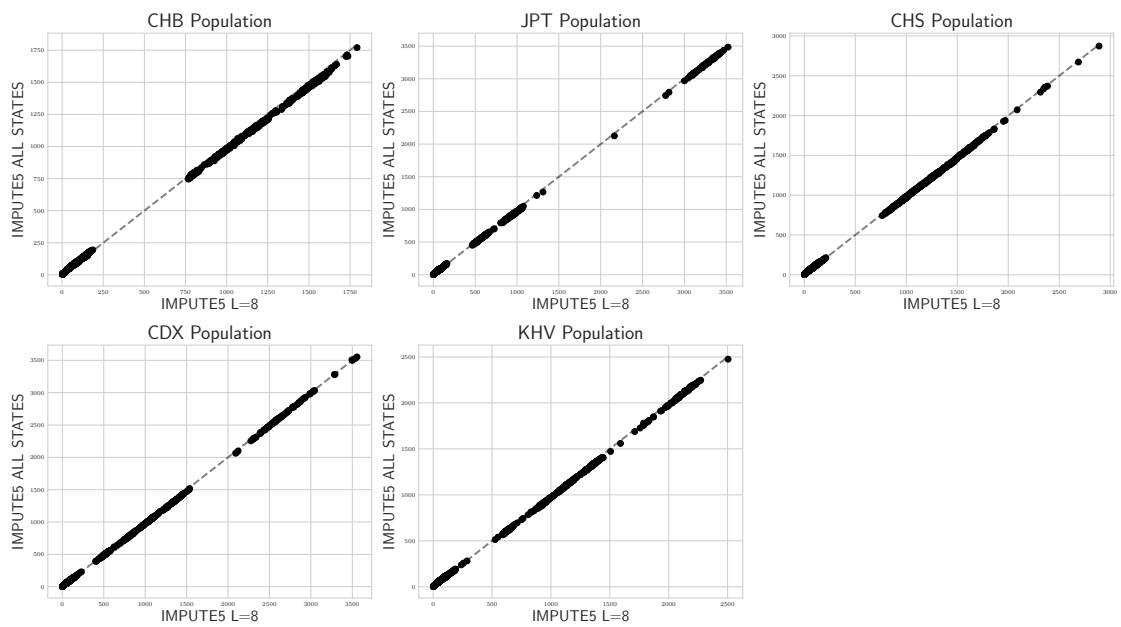 CHB Population
1750
1500
1250
1000
750
500
250
0
0 250 500 750 1000 1250 1500 1750
IMPUTE5 ALL STATES
IMPUTE5 L=8
JPT Population
3500
3000
2500
2000
1500
1000
500
0
0 500 1000 1500 2000 2500 3000 3500
IMPUTE5 ALL STATES
IMPUTE5 L=8
CHS Population
3000
2500
2000
1500
1000
500
0
0 500 1000 1500 2000 2500 3000
IMPUTE5 ALL STATES
IMPUTE5 L=8
CDX Population
3500
3000
2500
2000
1500
1000
500
0
0 500 1000 1500 2000 2500 3000 3500
IMPUTE5 ALL STATES
IMPUTE5 L=8
KHV Population
2500
2000
1500
1000
500
0
0 500 1000 1500 2000 2500
IMPUTE5 ALL STATES
IMPUTE5 L=8